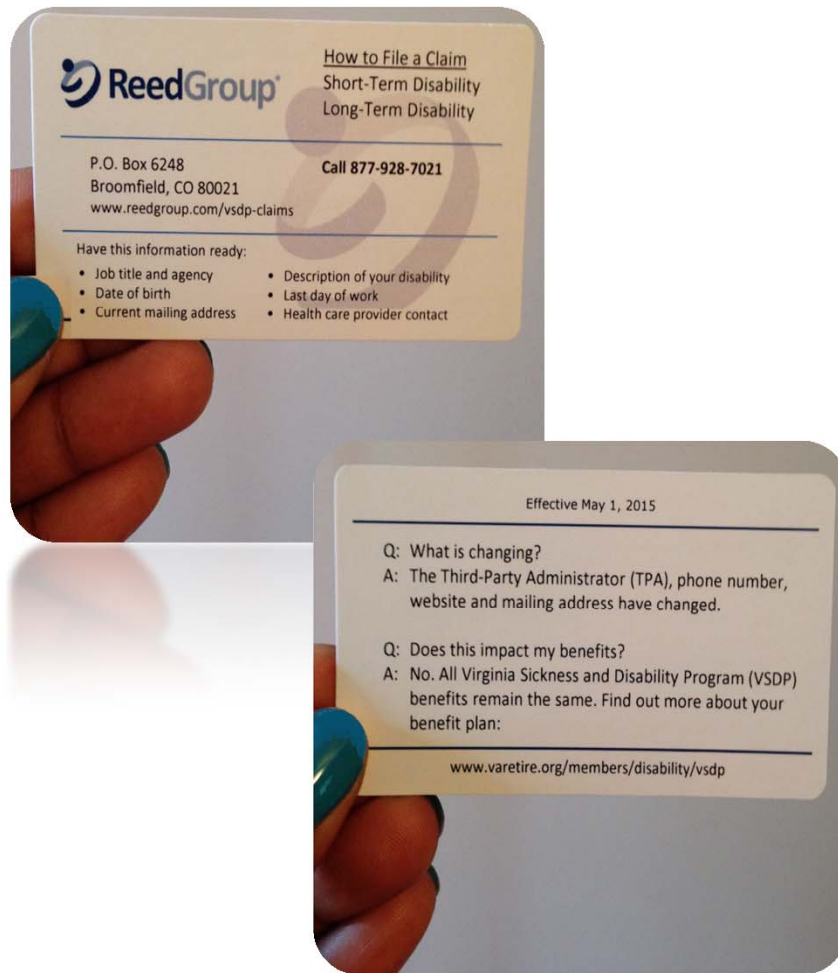 ReedGroup®
How to File a Claim
Short-Term Disability
Long-Term Disability
P.O. Box 6248
Broomfield, CO 80021
www.reedgroup.com/vsdp-claims
Call 877-928-7021
Have this information ready:
• Job title and agency
• Date of birth
• Current mailing address
• Description of your disability
• Last day of work
• Health care provider contact
Effective May 1, 2015
Q: What is changing?
A: The Third-Party Administrator (TPA), phone number,
website and mailing address have changed.
Q: Does this impact my benefits?
A: No. All Virginia Sickness and Disability Program (VSDP)
benefits remain the same. Find out more about your
benefit plan:
www.varetire.org/members/disability/vsdp